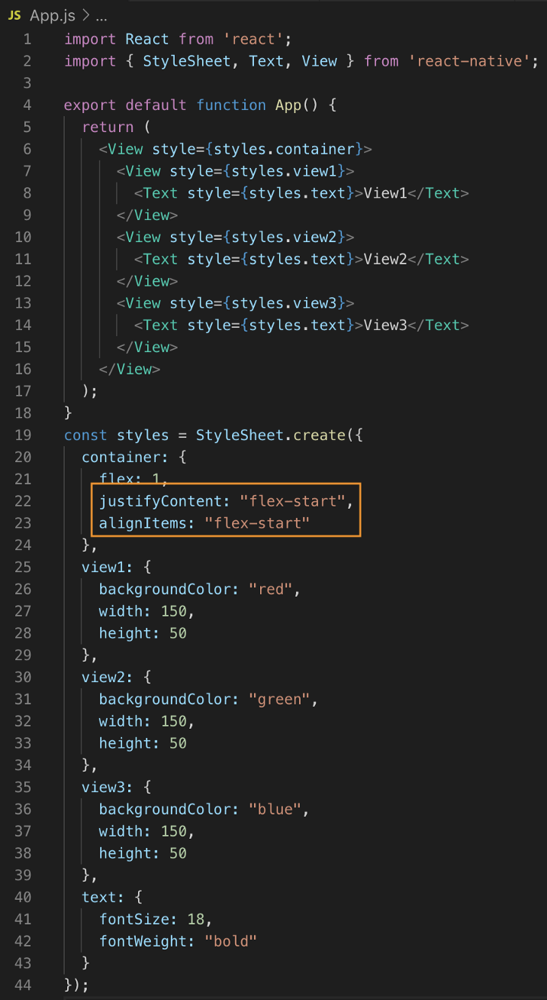 JS App.js > ...
1 import React from 'react';
2 import { StyleSheet, Text, View } from 'react-native';
3
4 export default function App() {
5   return (
6     <View style={styles.container}>
7       <View style={styles.view1}>
8         <Text style={styles.text}>View1</Text>
9       </View>
10       <View style={styles.view2}>
11         <Text style={styles.text}>View2</Text>
12       </View>
13       <View style={styles.view3}>
14         <Text style={styles.text}>View3</Text>
15       </View>
16     </View>
17   );
18 }
19 const styles = StyleSheet.create({
20   container: {
21     flex: 1,
22     justifyContent: "flex-start",
23     alignItems: "flex-start"
24   },
25   view1: {
26     backgroundColor: "red",
27     width: 150,
28     height: 50
29   },
30   view2: {
31     backgroundColor: "green",
32     width: 150,
33     height: 50
34   },
35   view3: {
36     backgroundColor: "blue",
37     width: 150,
38     height: 50
39   },
40   text: {
41     fontSize: 18,
42     fontWeight: "bold"
43   }
44 });